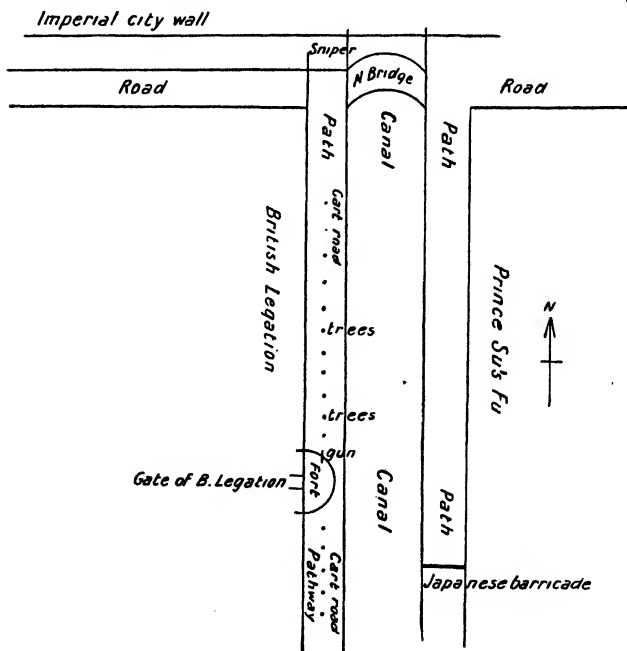 Imperial city wall
Sniper
N Bridge
Road
Road
Path
Canal
Path
Cart road
British Legation
Prince Su's Fu
N
trees
trees
gun
Fort
Gate of B. Legation
Canal
Path
Cart road
Pathway
Japanese barricade